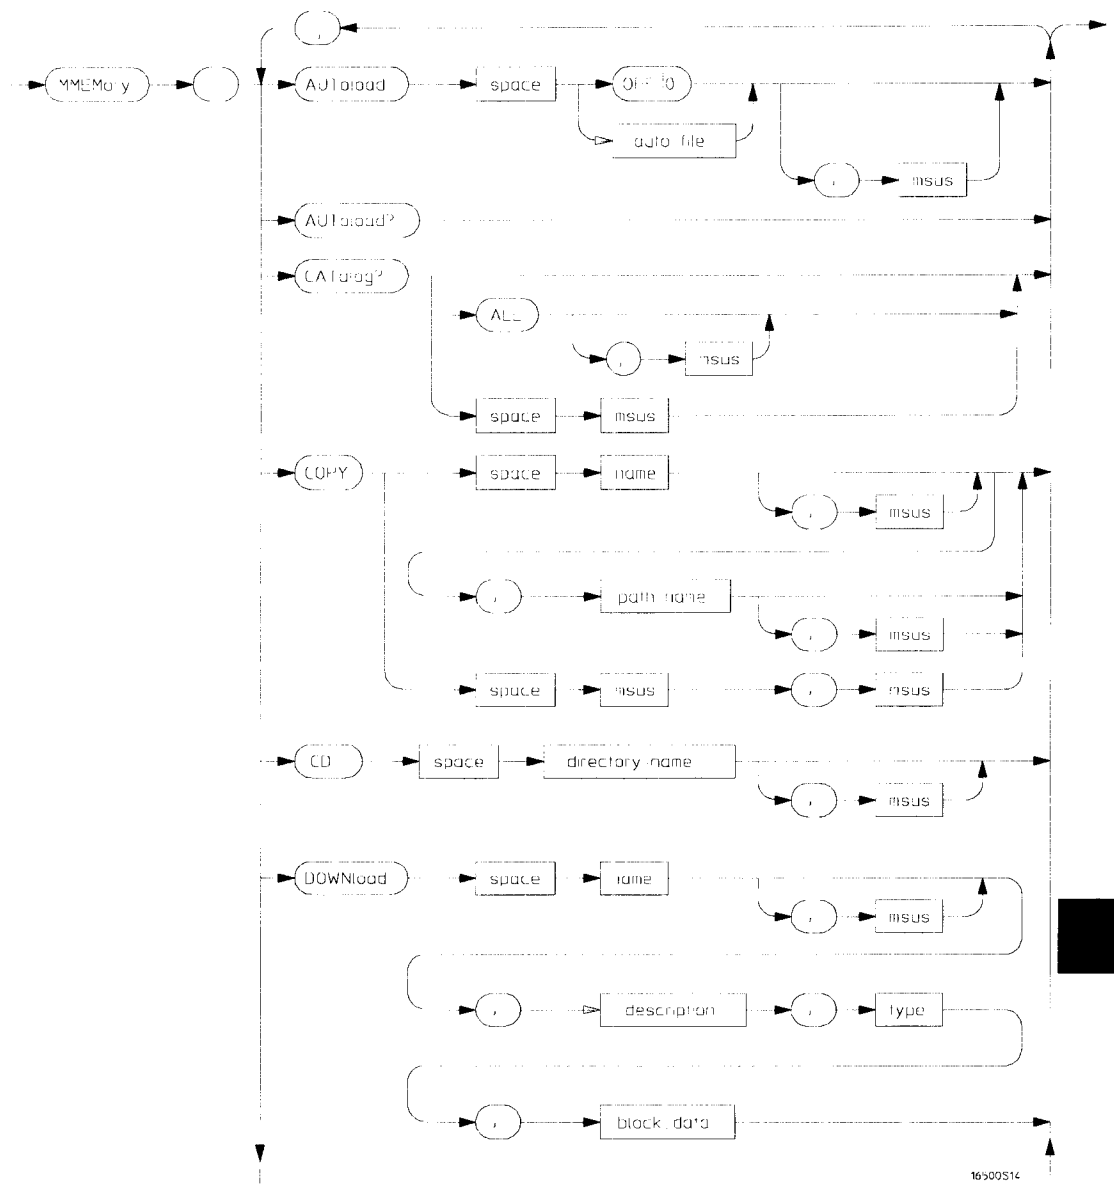 ;
MMEMory
AUToload space OFF|0
auto_file
, msus
AUToload?
CATalog?
ALL
, msus
space msus
COPY space name
, msus
, path_name
, msus
space msus , msus
CD space directory_name
, msus
DOWNload space name
, msus
, description , type
, block_data
16500S14